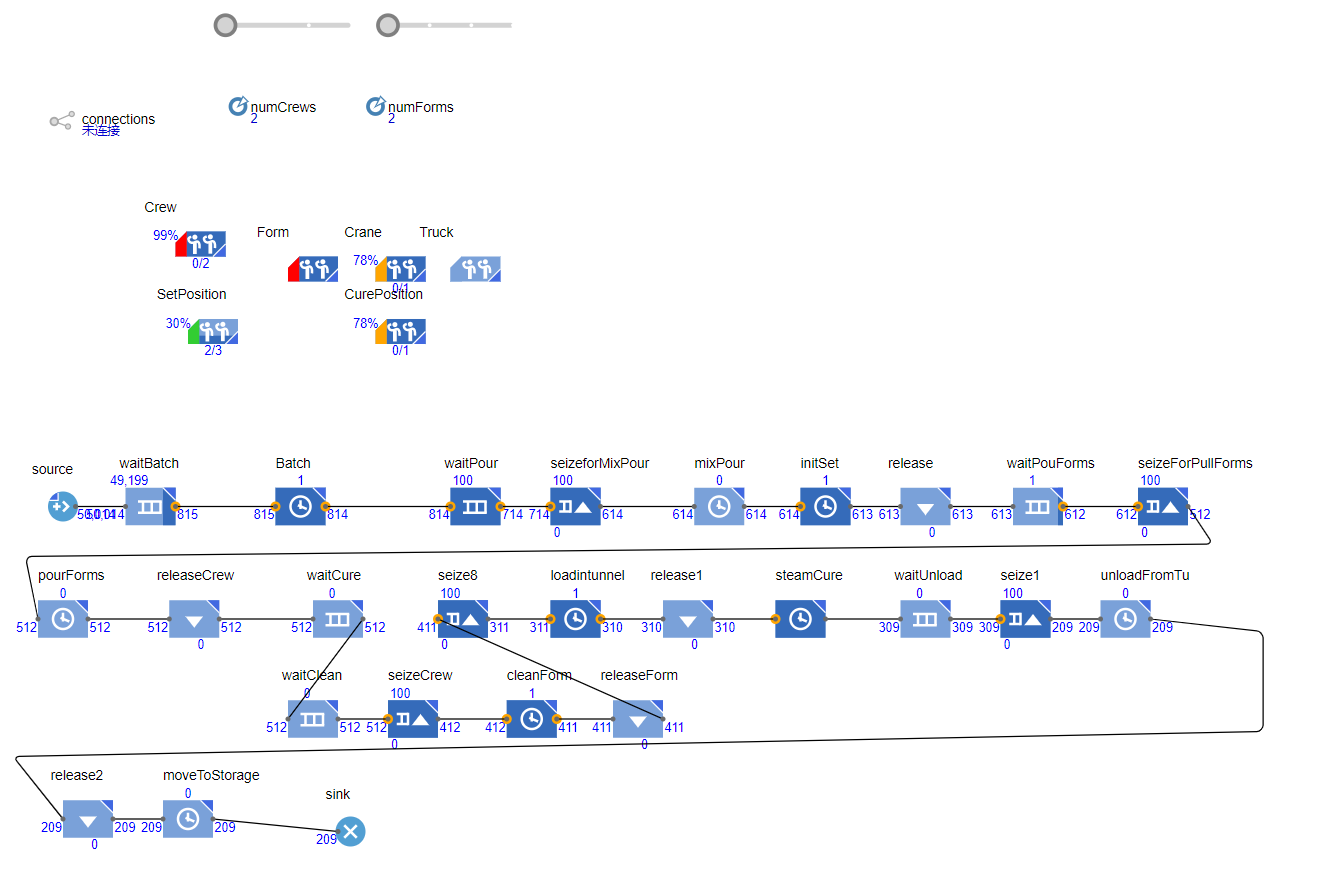 numCrews
numForms
2
2
connections
未连接
Crew
99%
0/2
Form
Crane
78%
0/1
Truck
SetPosition
30%
2/3
CurePosition
78%
0/1
source
waitBatch
49,199
50,014
815
Batch
1
815
814
waitPour
100
814
714
seizeforMixPour
100
714
614
0
mixPour
0
614
614
initSet
1
614
613
release
613
613
0
waitPouForms
1
613
612
seizeForPullForms
100
612
512
0
pourForms
0
512
512
releaseCrew
512
512
0
waitCure
0
512
512
seize8
100
411
311
0
loadintunnel
1
311
310
release1
310
310
0
steamCure
waitUnload
0
309
309
seize1
100
309
209
0
unloadFromTu
0
209
209
waitClean
0
512
512
seizeCrew
100
512
412
0
cleanForm
1
412
411
releaseForm
411
411
0
release2
209
209
0
moveToStorage
0
209
209
sink
209